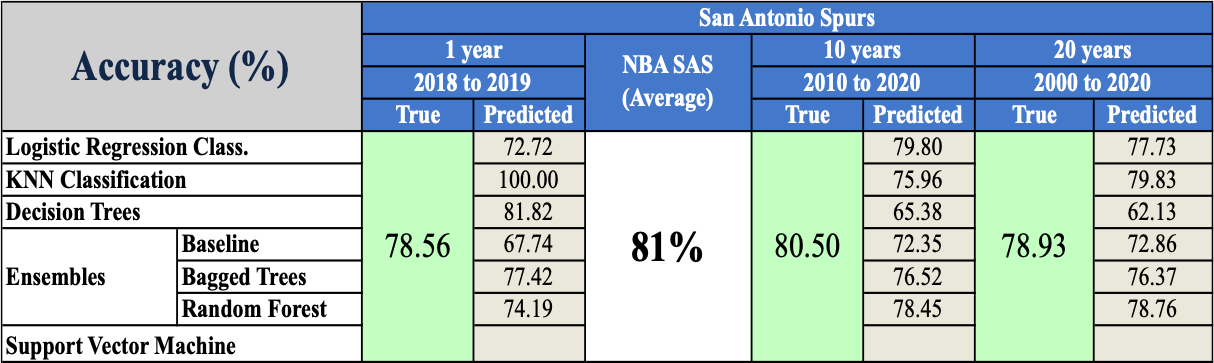 Accuracy (%)
San Antonio Spurs
1 year
NBA SAS
(Average)
10 years
20 years
2018 to 2019
2010 to 2020
2000 to 2020
True Predicted True Predicted True Predicted
Logistic Regression Class. 72.72 79.80 77.73
KNN Classification 100.00 75.96 79.83
Decision Trees 81.82 65.38 62.13
Ensembles Baseline 78.56 67.74 81% 80.50 72.35 78.93 72.86
Bagged Trees 77.42 76.52 76.37
Random Forest 74.19 78.45 78.76
Support Vector Machine